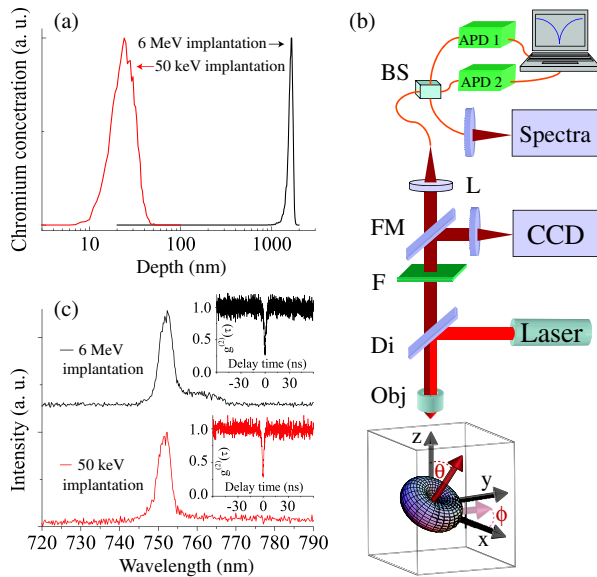 (a)
Chromium concetration (a. u.)
6 MeV implantation
50 keV implantation
10
100
1000
Depth (nm)
(b)
APD 1
APD 2
BS
Spectra
L
FM
CCD
F
Di
Laser
Obj
z
θ
y
ϕ
x
(c)
Intensity (a. u.)
6 MeV
implantation
1.0
0.5
0.0
g(2)(τ)
-30
0
30
Delay time (ns)
50 keV
implantation
1.0
0.5
0.0
g(2)(τ)
-30
0
30
Delay time (ns)
720 730 740 750 760 770 780 790
Wavelength (nm)